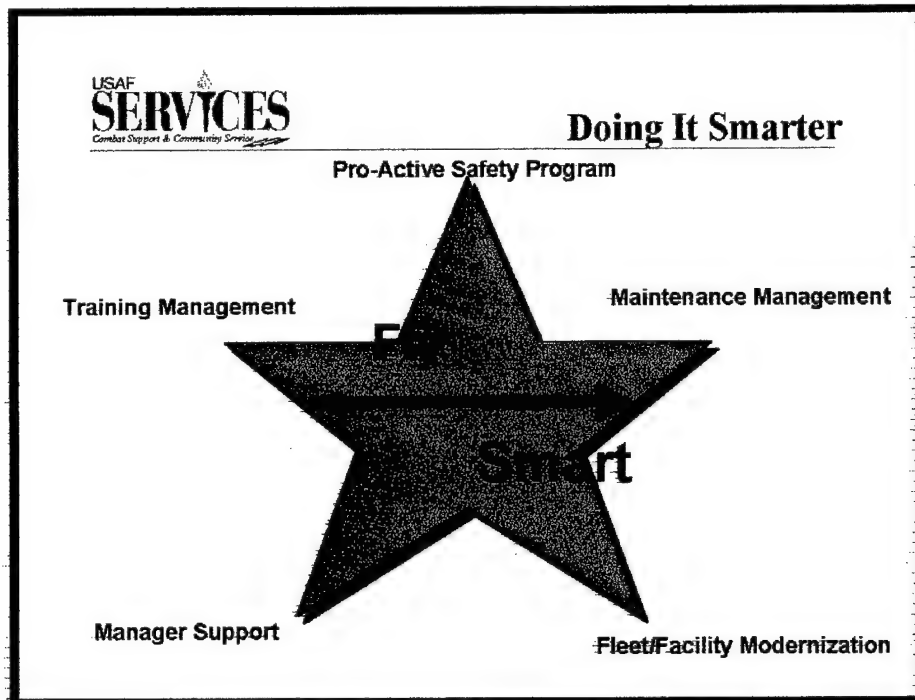 USAF
SERVICES
Combat Support & Community Service
Doing It Smarter
Pro-Active Safety Program
Training Management
Maintenance Management
Smart
Manager Support
Fleet/Facility Modernization